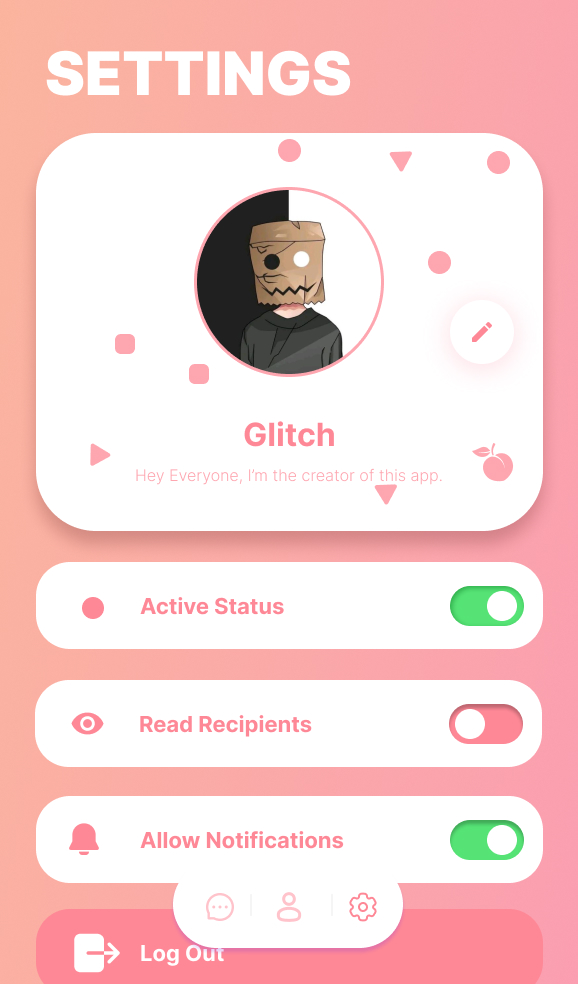 SETTINGS
Glitch
Hey Everyone, I'm the creator of this app.
Active Status
Read Recipients
Allow Notifications
Log Out